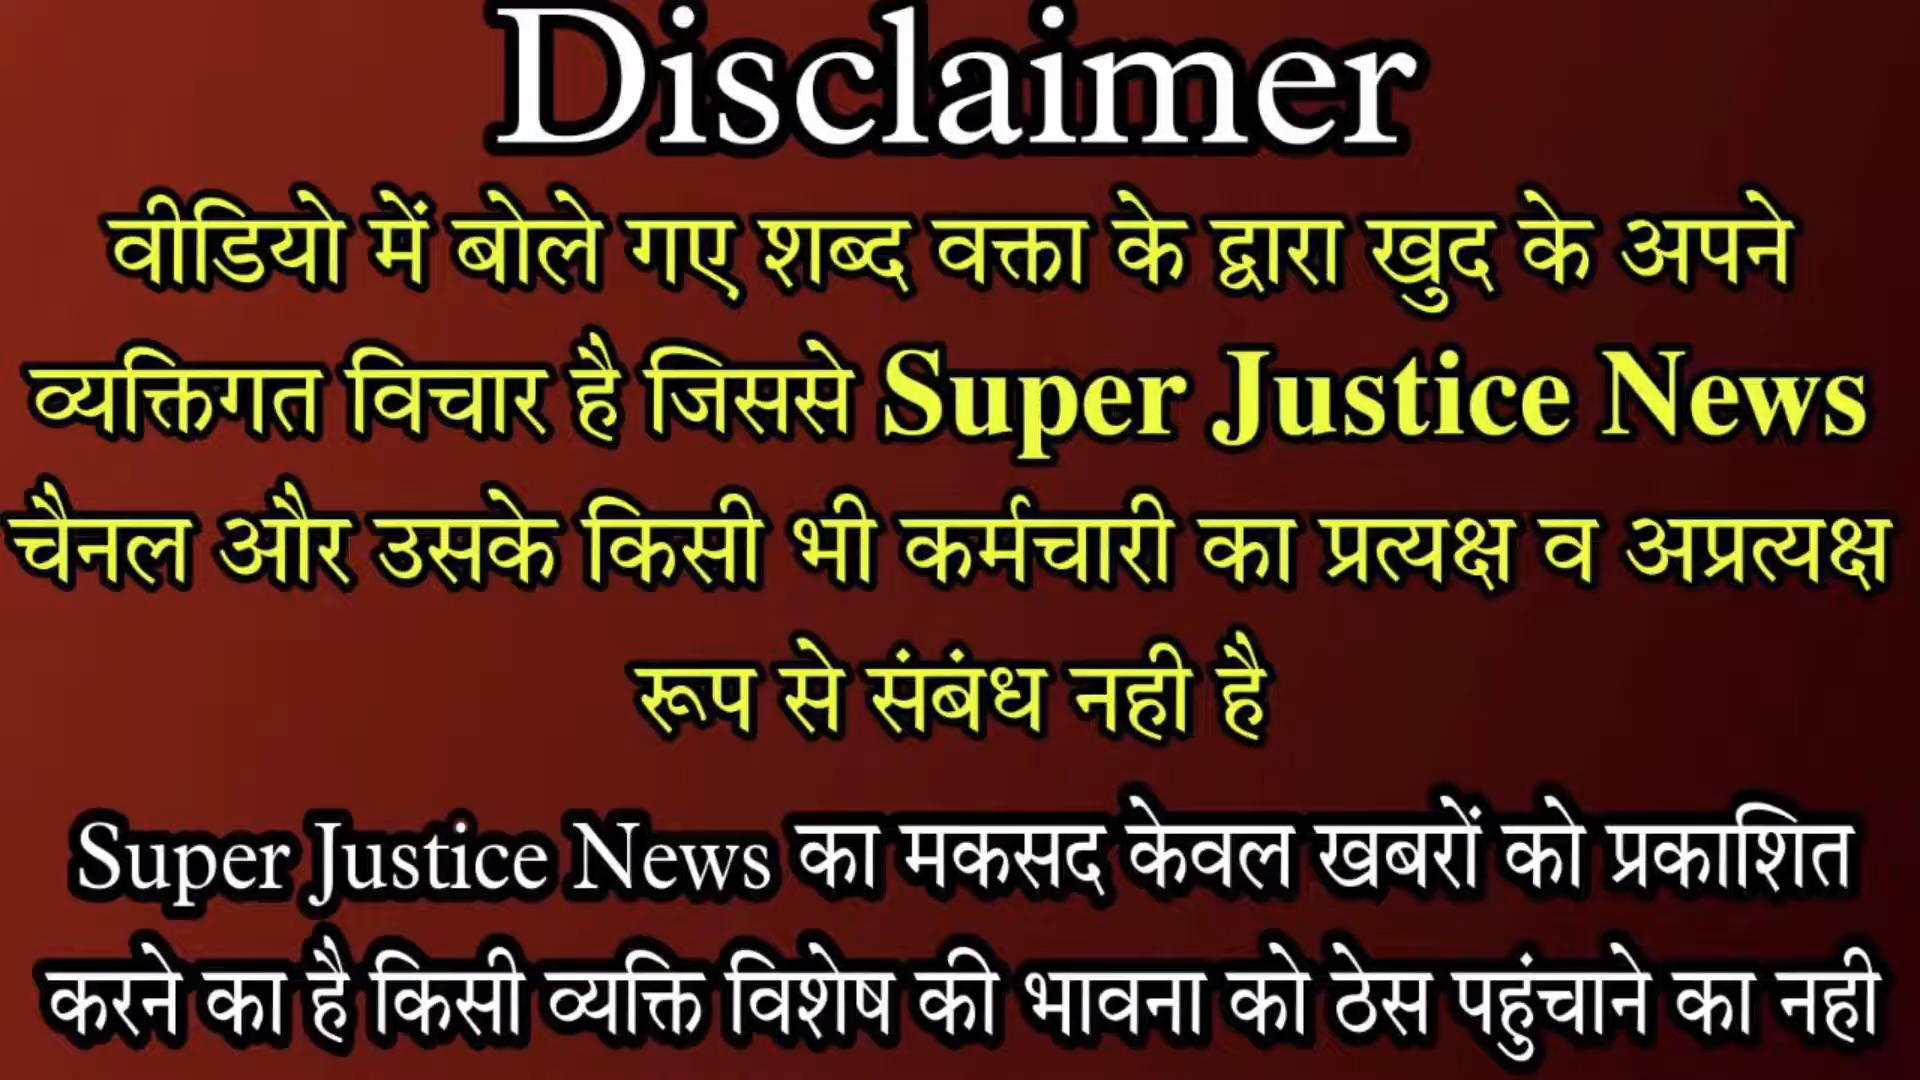 Disclaimer
वीडियो में बोले गए शब्द वक्ता के द्वारा खुद के अपने
व्यक्तिगत विचार है जिससे Super Justice News
चैनल और उसके किसी भी कर्मचारी का प्रत्यक्ष व अप्रत्यक्ष
रूप से संबंध नही है
Super Justice News का मकसद केवल खबरों को प्रकाशित
करने का है किसी व्यक्ति विशेष की भावना को ठेस पहुंचाने का नही